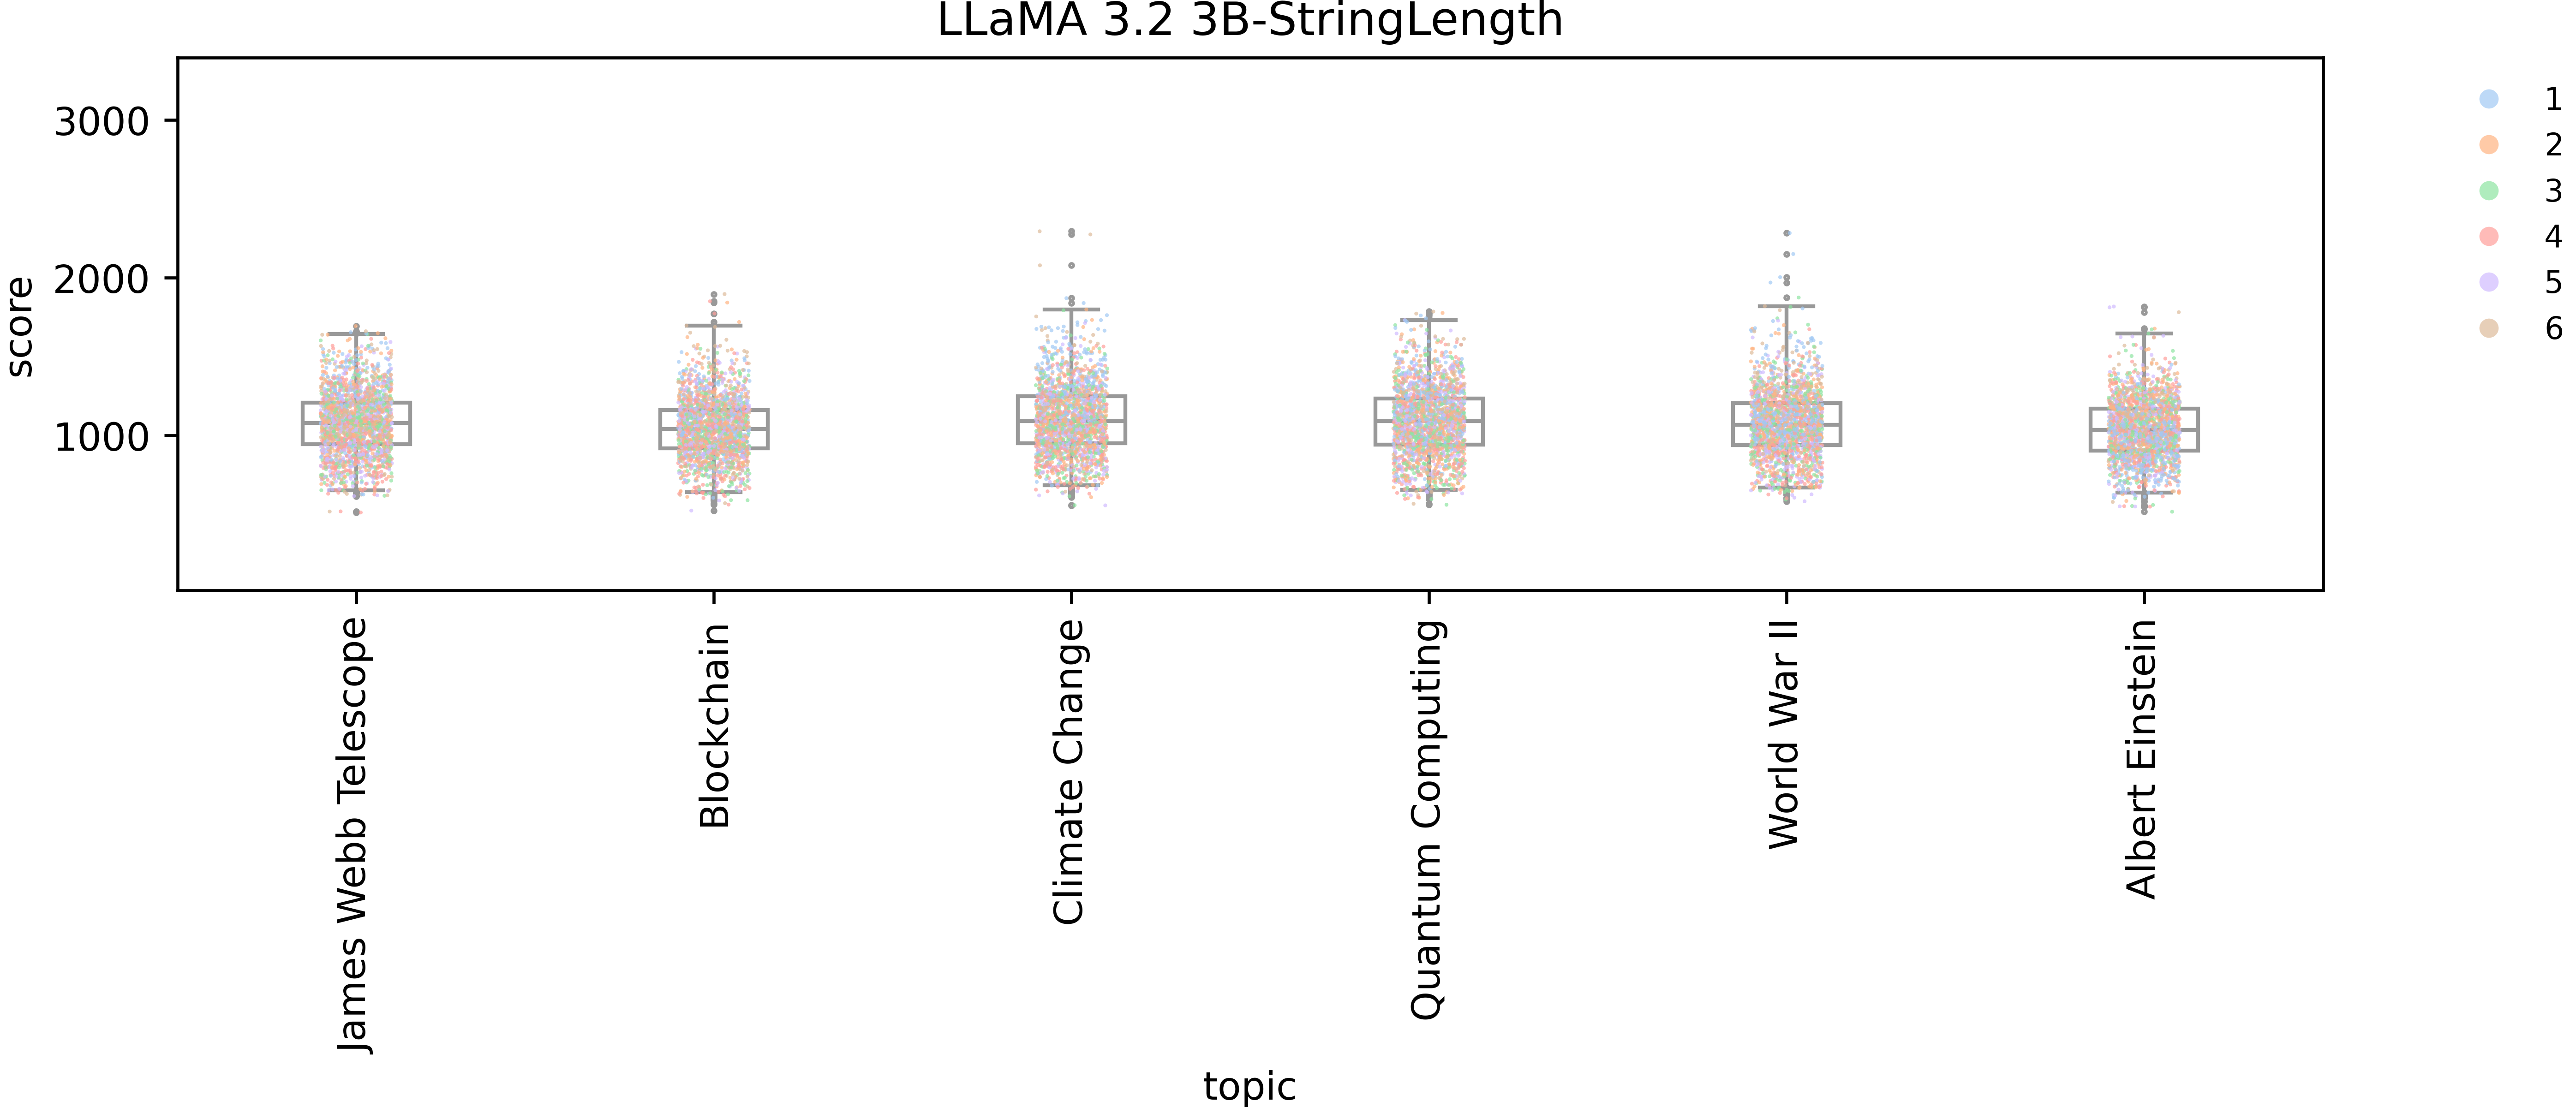 LLaMA 3.2 3B-StringLength
score
3000
2000
1000
1
2
3
4
5
6
James Webb Telescope
Blockchain
Climate Change
Quantum Computing
World War II
Albert Einstein
topic